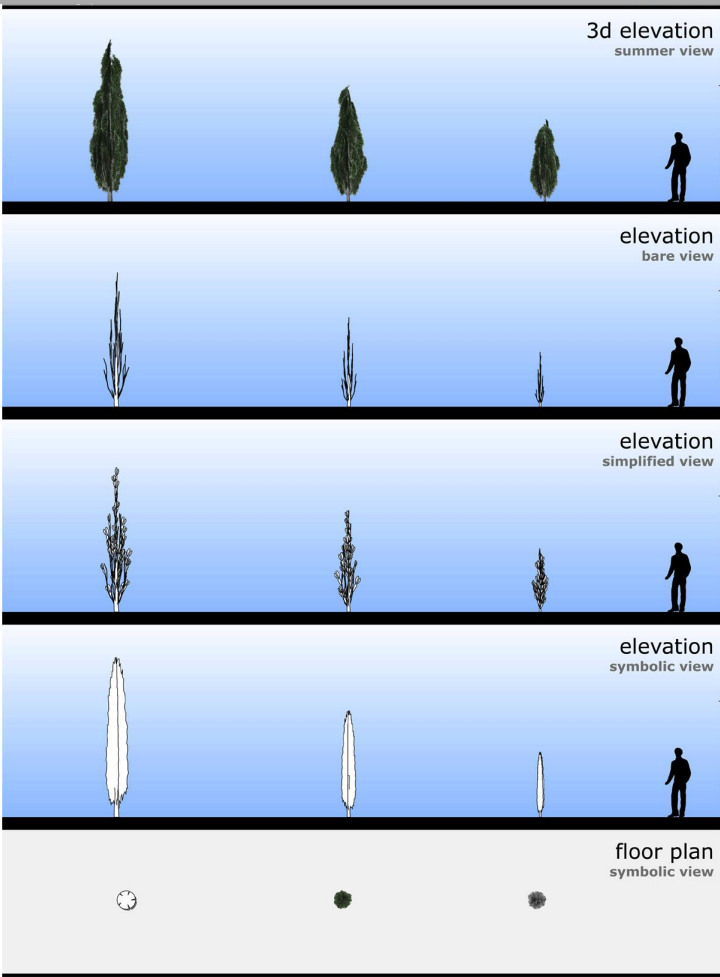 3d elevation
summer view
elevation
bare view
elevation
simplified view
elevation
symbolic view
floor plan
symbolic view